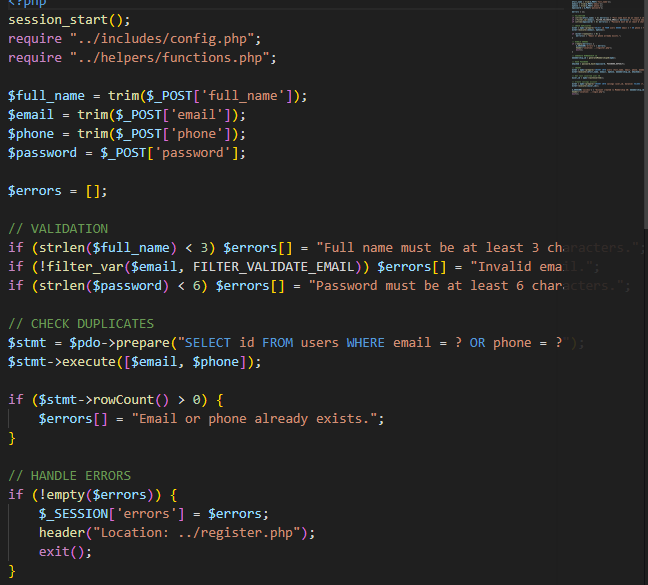 <?php
session_start();
require "../includes/config.php";
require "../helpers/functions.php";
$full_name = trim($_POST['full_name']);
$email = trim($_POST['email']);
$phone = trim($_POST['phone']);
$password = $_POST['password'];
$errors = [];
// VALIDATION
if (strlen($full_name) < 3) $errors[] = "Full name must be at least 3 characters.";
if (!filter_var($email, FILTER_VALIDATE_EMAIL)) $errors[] = "Invalid email.";
if (strlen($password) < 6) $errors[] = "Password must be at least 6 characters.";
// CHECK DUPLICATES
$stmt = $pdo->prepare("SELECT id FROM users WHERE email = ? OR phone = ?");
$stmt->execute([$email, $phone]);
if ($stmt->rowCount() > 0) {
    $errors[] = "Email or phone already exists.";
}
// HANDLE ERRORS
if (!empty($errors)) {
    $_SESSION['errors'] = $errors;
    header("Location: ../register.php");
    exit();
}